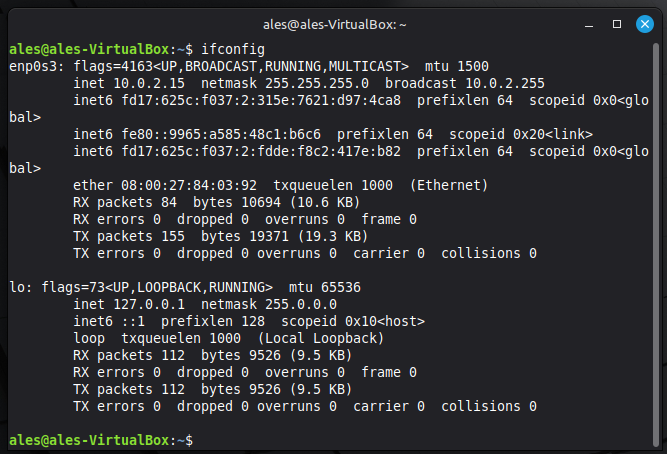 ales@ales-VirtualBox: ~
ales@ales-VirtualBox:~$ ifconfig
enp0s3: flags=4163<UP,BROADCAST,RUNNING,MULTICAST>  mtu 1500
        inet 10.0.2.15  netmask 255.255.255.0  broadcast 10.0.2.255
        inet6 fd17:625c:f037:2:315e:7621:d97:4ca8  prefixlen 64  scopeid 0x0<glo
bal>
        inet6 fe80::9965:a585:48c1:b6c6  prefixlen 64  scopeid 0x20<link>
        inet6 fd17:625c:f037:2:fdde:f8c2:417e:b82  prefixlen 64  scopeid 0x0<glo
bal>
        ether 08:00:27:84:03:92  txqueuelen 1000  (Ethernet)
        RX packets 84  bytes 10694 (10.6 KB)
        RX errors 0  dropped 0  overruns 0  frame 0
        TX packets 155  bytes 19371 (19.3 KB)
        TX errors 0  dropped 0 overruns 0  carrier 0  collisions 0

lo: flags=73<UP,LOOPBACK,RUNNING>  mtu 65536
        inet 127.0.0.1  netmask 255.0.0.0
        inet6 ::1  prefixlen 128  scopeid 0x10<host>
        loop  txqueuelen 1000  (Local Loopback)
        RX packets 112  bytes 9526 (9.5 KB)
        RX errors 0  dropped 0  overruns 0  frame 0
        TX packets 112  bytes 9526 (9.5 KB)
        TX errors 0  dropped 0 overruns 0  carrier 0  collisions 0

ales@ales-VirtualBox:~$